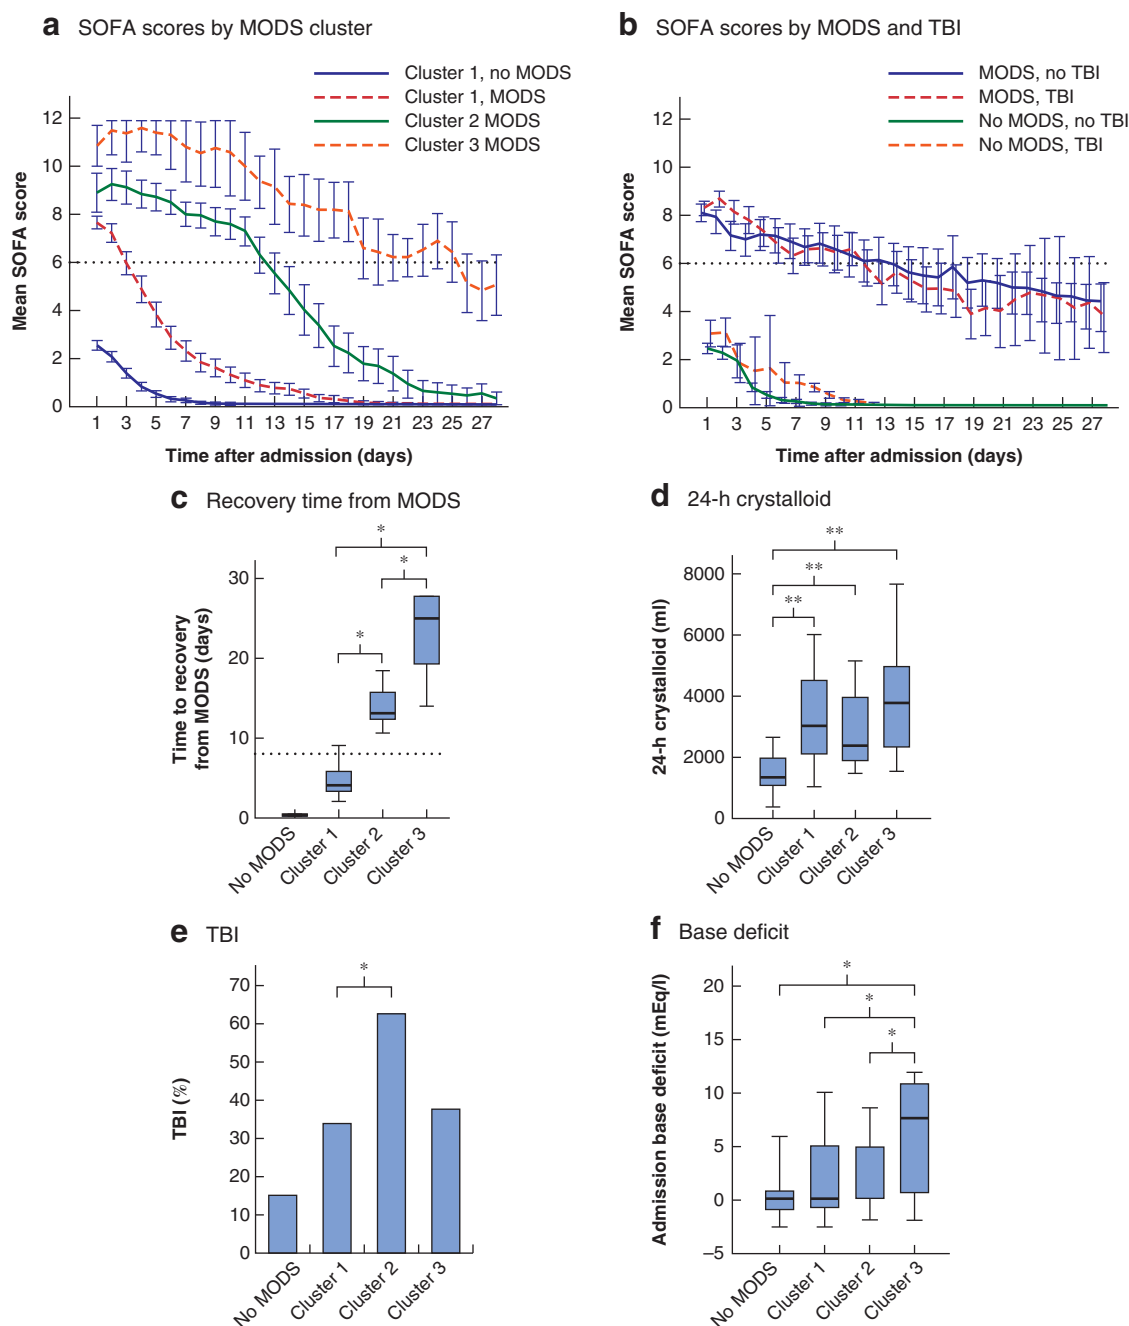 a SOFA scores by MODS cluster
Cluster 1, no MODS
Cluster 1, MODS
Cluster 2 MODS
Cluster 3 MODS
Mean SOFA score
12
10
8
6
4
2
0
1 3 5 7 9 11 13 15 17 19 21 23 25 27
Time after admission (days)
b SOFA scores by MODS and TBI
MODS, no TBI
MODS, TBI
No MODS, no TBI
No MODS, TBI
Mean SOFA score
12
10
8
6
4
2
0
1 3 5 7 9 11 13 15 17 19 21 23 25 27
Time after admission (days)
c Recovery time from MODS
*
*
*
Time to recovery
from MODS (days)
30
20
10
0
No MODS
Cluster 1
Cluster 2
Cluster 3
d 24-h crystalloid
**
**
**
24-h crystalloid (ml)
8000
6000
4000
2000
0
No MODS
Cluster 1
Cluster 2
Cluster 3
e TBI
*
TBI (%)
70
60
50
40
30
20
10
0
No MODS
Cluster 1
Cluster 2
Cluster 3
f Base deficit
*
*
*
Admission base deficit (mEq/l)
20
15
10
5
0
–5
No MODS
Cluster 1
Cluster 2
Cluster 3